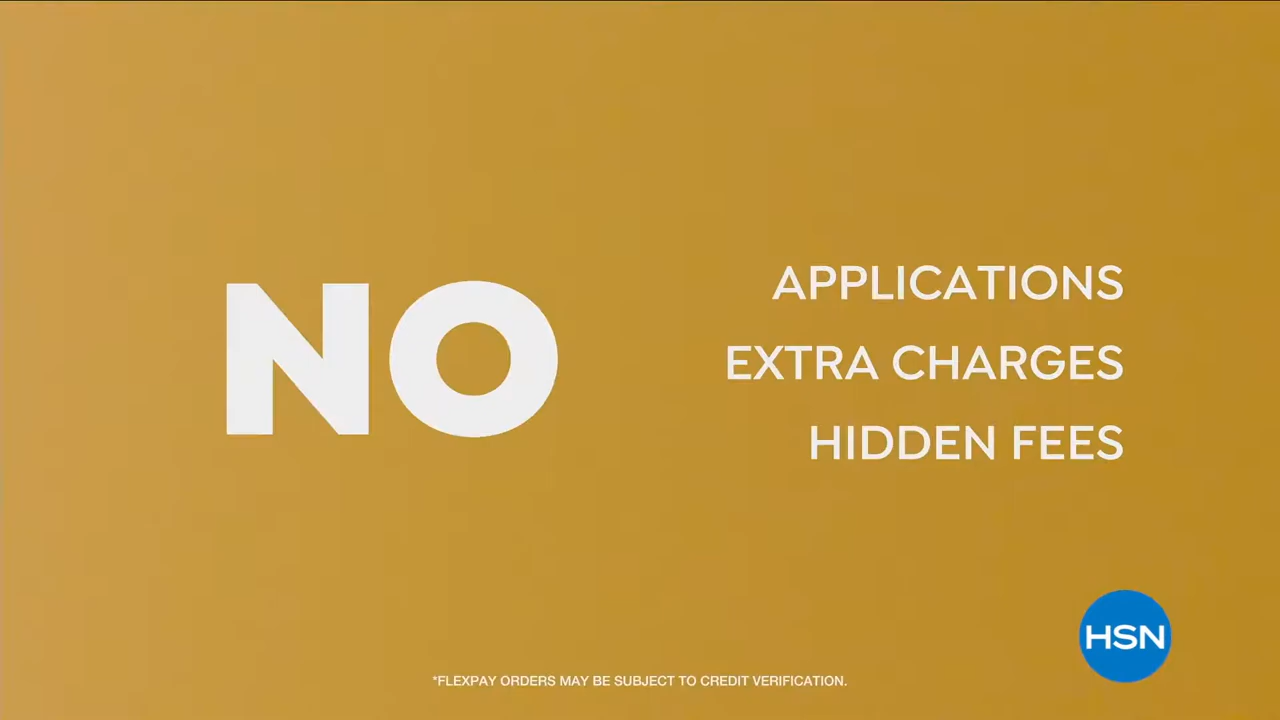 NO
APPLICATIONS
EXTRA CHARGES
HIDDEN FEES
HSN
*FLEXPAY ORDERS MAY BE SUBJECT TO CREDIT VERIFICATION.